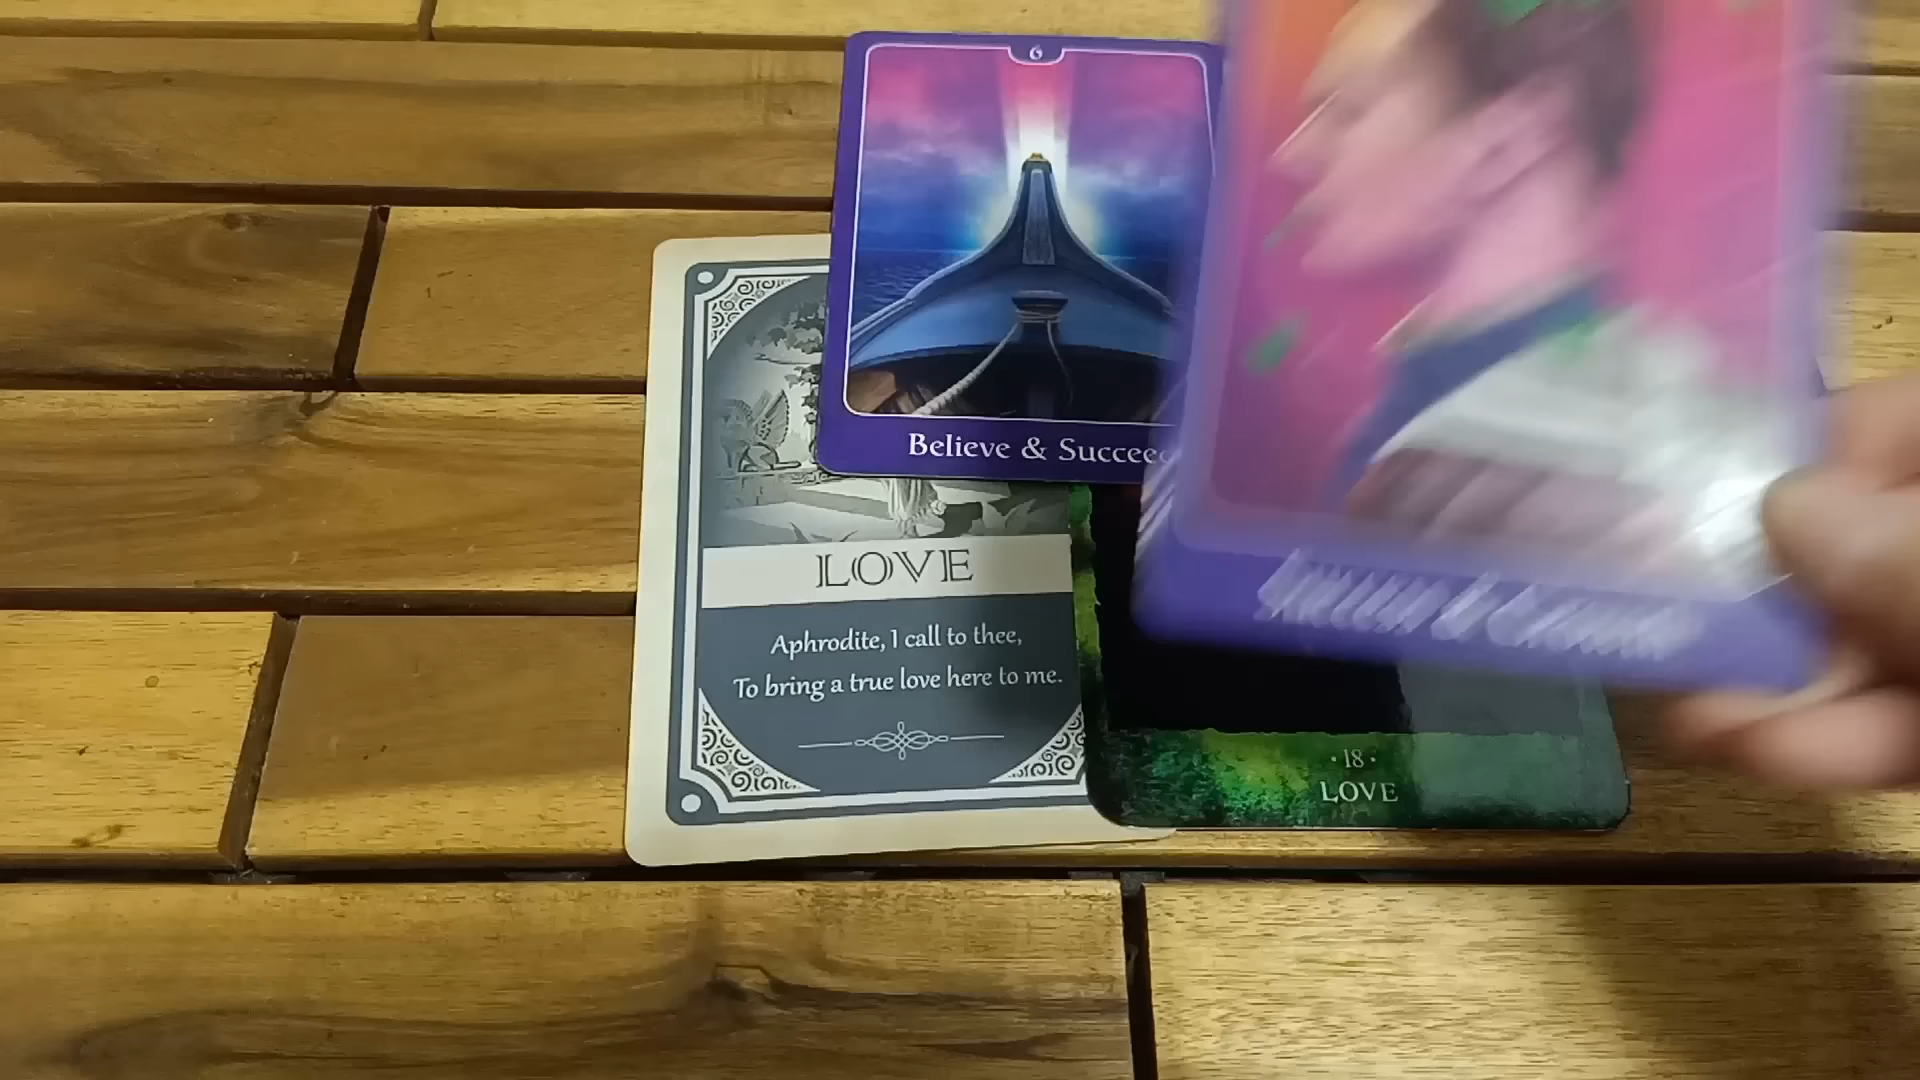 6
Believe & Succeed
LOVE
Aphrodite, I call to thee,
To bring a true love here to me.
· 18 ·
LOVE